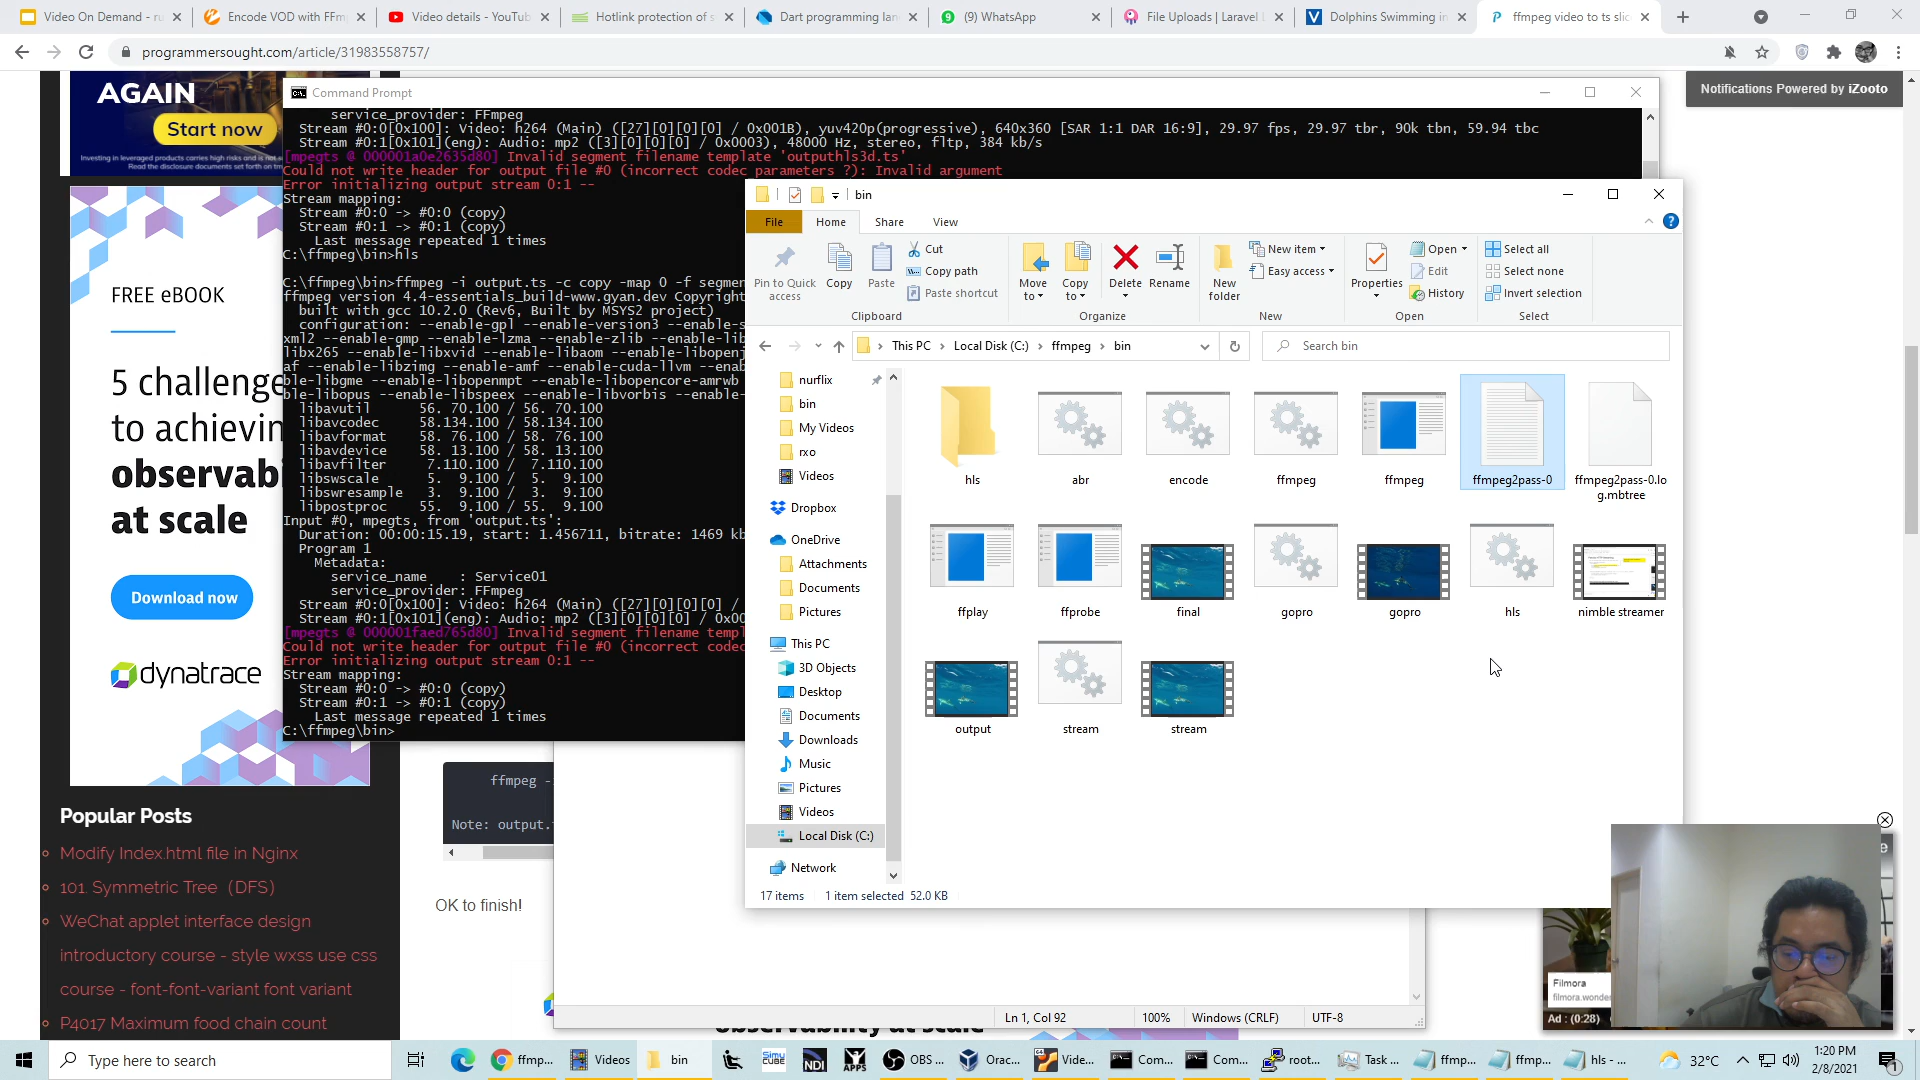 Video On Demand - ru
Encode VOD with FFm
Video details - YouTub
Hotlink protection of s
Dart programming lan
(9) WhatsApp
File Uploads | Laravel
Dolphins Swimming in
ffmpeg video to ts slic
programmersought.com/article/31983558757/
Notifications Powered by iZooto
AGAIN
Start now
Investing in leveraged products carries high risks and is not
Read the disclosure documents set forth on
FREE eBOOK
5 challenge
to achievin
observabi
at scale
Download now
dynatrace
Popular Posts
Modify Index.html file in Nginx
101. Symmetric Tree（DFS）
WeChat applet interface design
introductory course - style wxss use css
course - font-font-variant font variant
P4017 Maximum food chain count
Command Prompt
service_provider: FFmpeg
Stream #0:0[0x100]: Video: h264 (Main) ([27][0][0][0] / 0x001B), yuv420p(progressive), 640x360 [SAR 1:1 DAR 16:9], 29.97 fps, 29.97 tbr, 90k tbn, 59.94 tbc
Stream #0:1[0x101](eng): Audio: mp2 ([3][0][0][0] / 0x0003), 48000 Hz, stereo, fltp, 384 kb/s
[mpegts @ 000001a0e2635d80] Invalid segment filename template 'outputhls3d.ts'
Could not write header for output file #0 (incorrect codec parameters ?): Invalid argument
Error initializing output stream 0:1 --
Stream mapping:
Stream #0:0 -> #0:0 (copy)
Stream #0:1 -> #0:1 (copy)
Last message repeated 1 times
C:\ffmpeg\bin>hls
C:\ffmpeg\bin>ffmpeg -i output.ts -c copy -map 0 -f segmen
ffmpeg version 4.4-essentials_build-www.gyan.dev Copyright
built with gcc 10.2.0 (Rev6, Built by MSYS2 project)
configuration: --enable-gpl --enable-version3 --enable-s
xml2 --enable-gmp --enable-lzma --enable-zlib --enable-lib
libx265 --enable-libxvid --enable-libaom --enable-libopenj
af --enable-libzimg --enable-amf --enable-cuda-llvm --enab
ble-libgme --enable-libopenmpt --enable-libopencore-amrwb
ble-libopus --enable-libspeex --enable-libvorbis --enable-
libavutil 56. 70.100 / 56. 70.100
libavcodec 58.134.100 / 58.134.100
libavformat 58. 76.100 / 58. 76.100
libavdevice 58. 13.100 / 58. 13.100
libavfilter 7.110.100 / 7.110.100
libswscale 5. 9.100 / 5. 9.100
libswresample 3. 9.100 / 3. 9.100
libpostproc 55. 9.100 / 55. 9.100
Input #0, mpegts, from 'output.ts':
Duration: 00:00:15.19, start: 1.456711, bitrate: 1469 kb
Program 1
Metadata:
service_name : Service01
service_provider: FFmpeg
Stream #0:0[0x100]: Video: h264 (Main) ([27][0][0][0] /
Stream #0:1[0x101](eng): Audio: mp2 ([3][0][0][0] / 0x00
[mpegts @ 000001faed765d80] Invalid segment filename templ
Could not write header for output file #0 (incorrect codec
Error initializing output stream 0:1 --
Stream mapping:
Stream #0:0 -> #0:0 (copy)
Stream #0:1 -> #0:1 (copy)
Last message repeated 1 times
C:\ffmpeg\bin>
ffmpeg -
Note: output.
OK to finish!
bin
File
Home
Share
View
Pin to Quick access
Copy
Paste
Cut
Copy path
Paste shortcut
Clipboard
Move to
Copy to
Delete
Rename
Organize
New folder
New item
Easy access
New
Properties
Open
Edit
History
Open
Select all
Select none
Invert selection
Select
This PC
Local Disk (C:)
ffmpeg
bin
Search bin
nurflix
bin
My Videos
rxo
Videos
Dropbox
OneDrive
Attachments
Documents
Pictures
This PC
3D Objects
Desktop
Documents
Downloads
Music
Pictures
Videos
Local Disk (C:)
Network
hls
abr
encode
ffmpeg
ffmpeg
ffmpeg2pass-0
ffmpeg2pass-0.lo
g.mbtree
ffplay
ffprobe
final
gopro
gopro
hls
nimble streamer
output
stream
stream
17 items
1 item selected 52.0 KB
Ln 1, Col 92
100%
Windows (CRLF)
UTF-8
Filmora
filmora.wonder
Ad : (0:28)
Type here to search
ffmp...
Videos
bin
SIMU CUBE
NDI
APPS
OBS ...
Orac...
Vide...
Com...
Com...
root...
Task ...
ffmp...
ffmp...
hls - ...
32°C
1:20 PM
2/8/2021